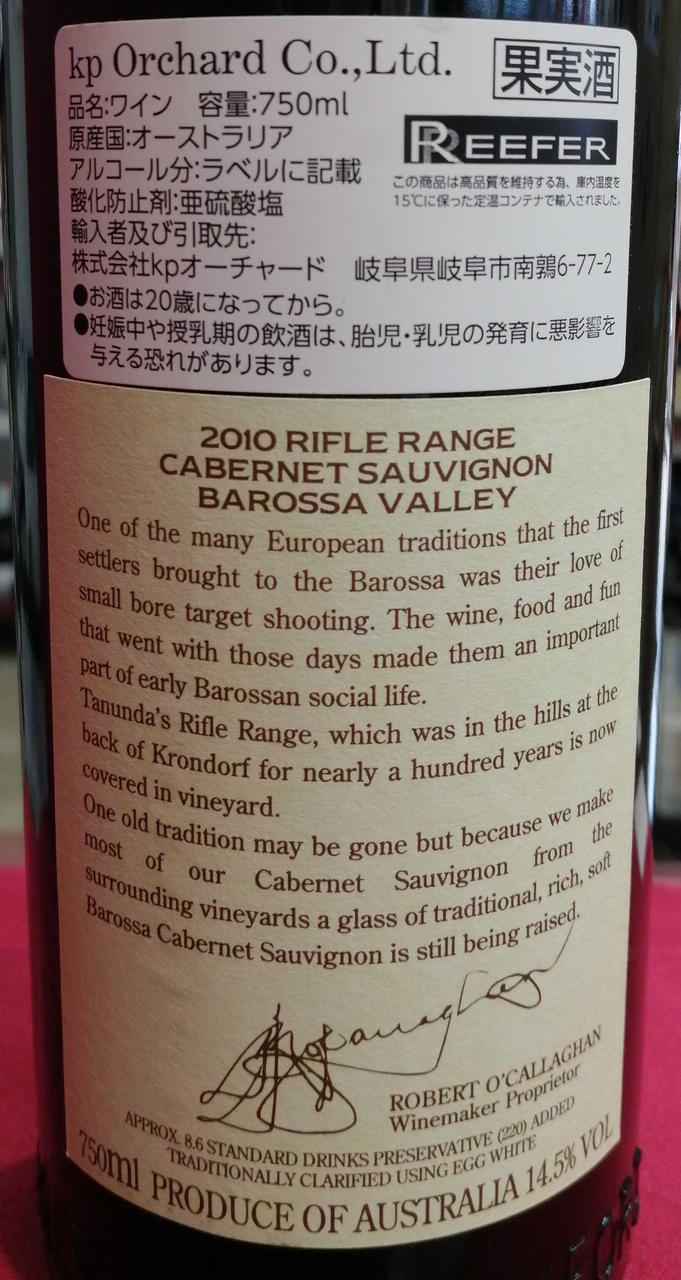 kp Orchard Co.,Ltd.
果実酒
品名:ワイン 容量:750ml
原産国:オーストラリア
アルコール分:ラベルに記載
酸化防止剤:亜硫酸塩
REEFER
この商品は高品質を維持する為、庫内温度を
15℃に保った定温コンテナで輸入されました。
輸入者及び引取先:
株式会社kpオーチャード 岐阜県岐阜市南鶉6-77-2
●お酒は20歳になってから。
●妊娠中や授乳期の飲酒は、胎児・乳児の発育に悪影響を
与える恐れがあります。
2010 RIFLE RANGE
CABERNET SAUVIGNON
BAROSSA VALLEY
One of the many European traditions that the first
settlers brought to the Barossa was their love of
small bore target shooting. The wine, food and fun
that went with those days made them an important
part of early Barossan social life.
Tanunda's Rifle Range, which was in the hills at the
back of Krondorf for nearly a hundred years is now
covered in vineyard.
One old tradition may be gone but because we make
most of our Cabernet Sauvignon from the
surrounding vineyards a glass of traditional, rich, soft
Barossa Cabernet Sauvignon is still being raised.
ROBERT O'CALLAGHAN
Winemaker Proprietor
APPROX. 8.6 STANDARD DRINKS PRESERVATIVE (220) ADDED
TRADITIONALLY CLARIFIED USING EGG WHITE
750ml PRODUCE OF AUSTRALIA 14.5% VOL